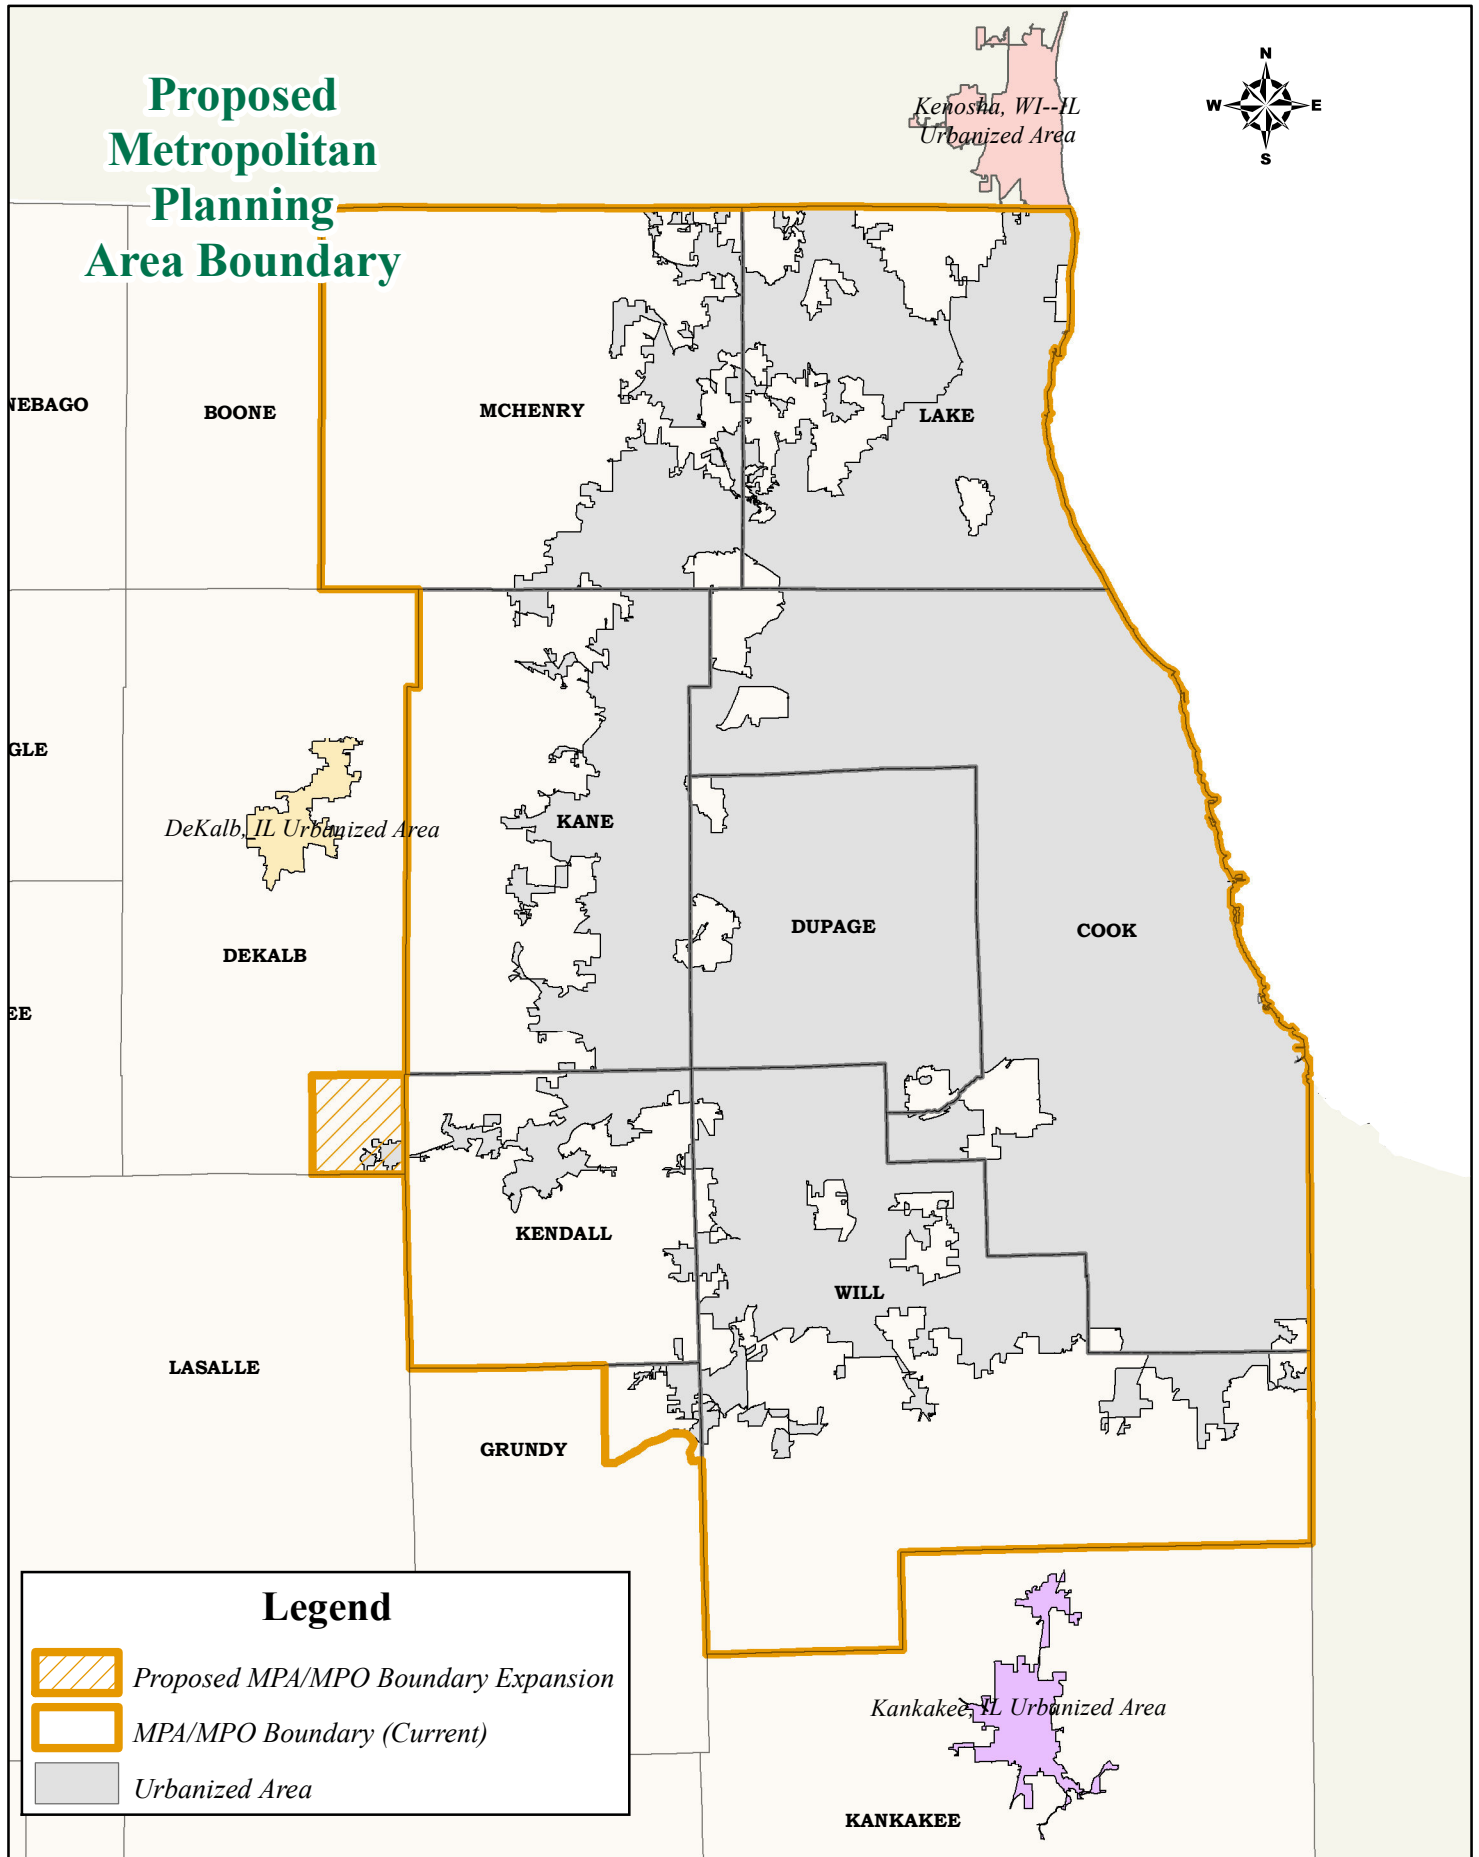 Proposed
Metropolitan
Planning
Area Boundary
N
W E
S
Kenosha, WI--IL
Urbanized Area
NEBAGO
BOONE
MCHENRY
LAKE
GLE
DeKalb, IL Urbanized Area
KANE
DEKALB
DUPAGE
COOK
EE
KENDALL
WILL
LASALLE
GRUNDY
Legend
Proposed MPA/MPO Boundary Expansion
MPA/MPO Boundary (Current)
Urbanized Area
Kankakee, IL Urbanized Area
KANKAKEE